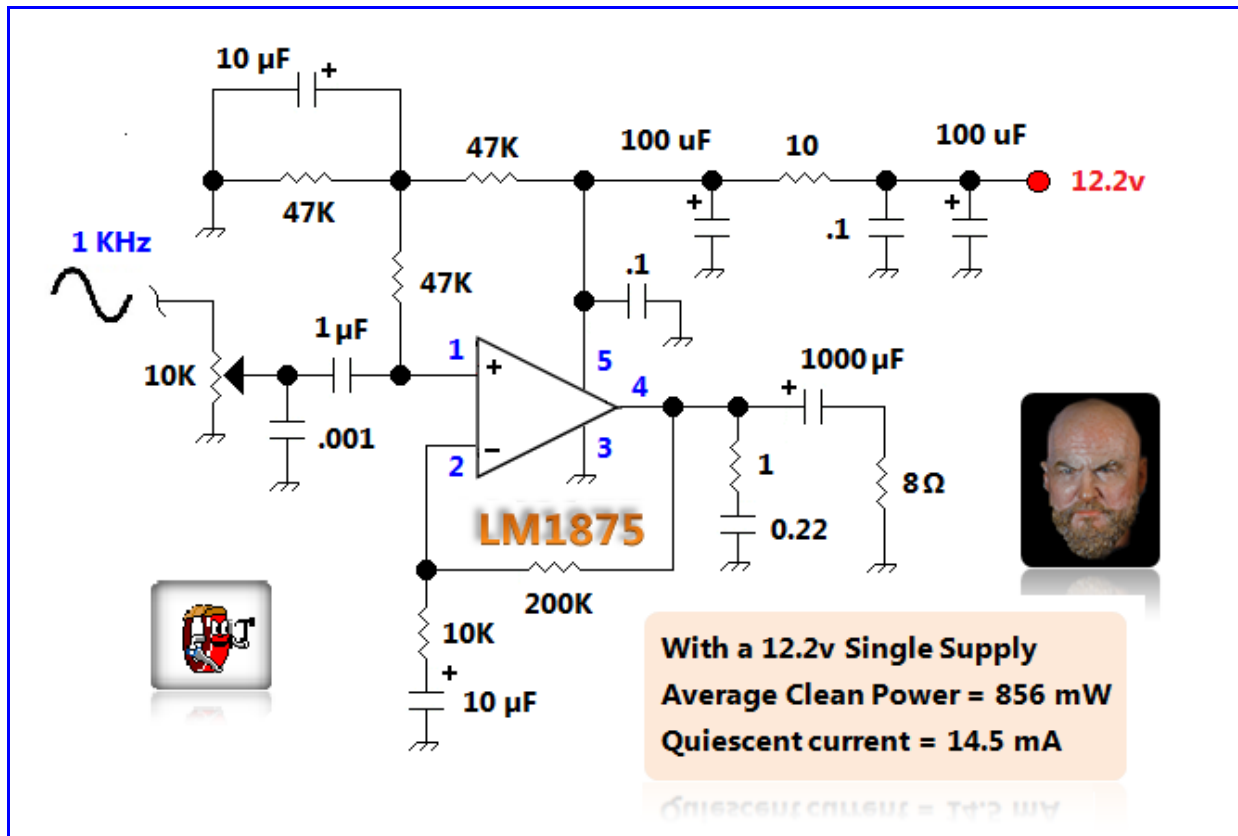 10 µF
+
47K
100 uF
10
100 uF
12.2v
47K
+
.1
+
1 KHz
.1
47K
1 µF
1
5
1000 µF
10K
+
4
+
.001
2
−
3
1
8 Ω
LM1875
0.22
200K
10K
+
10 µF
With a 12.2v Single Supply
Average Clean Power = 856 mW
Quiescent current = 14.5 mA